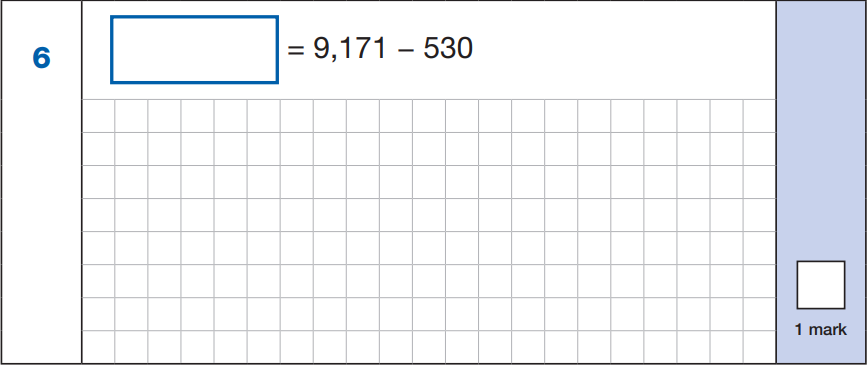 6
= 9,171 − 530
1 mark